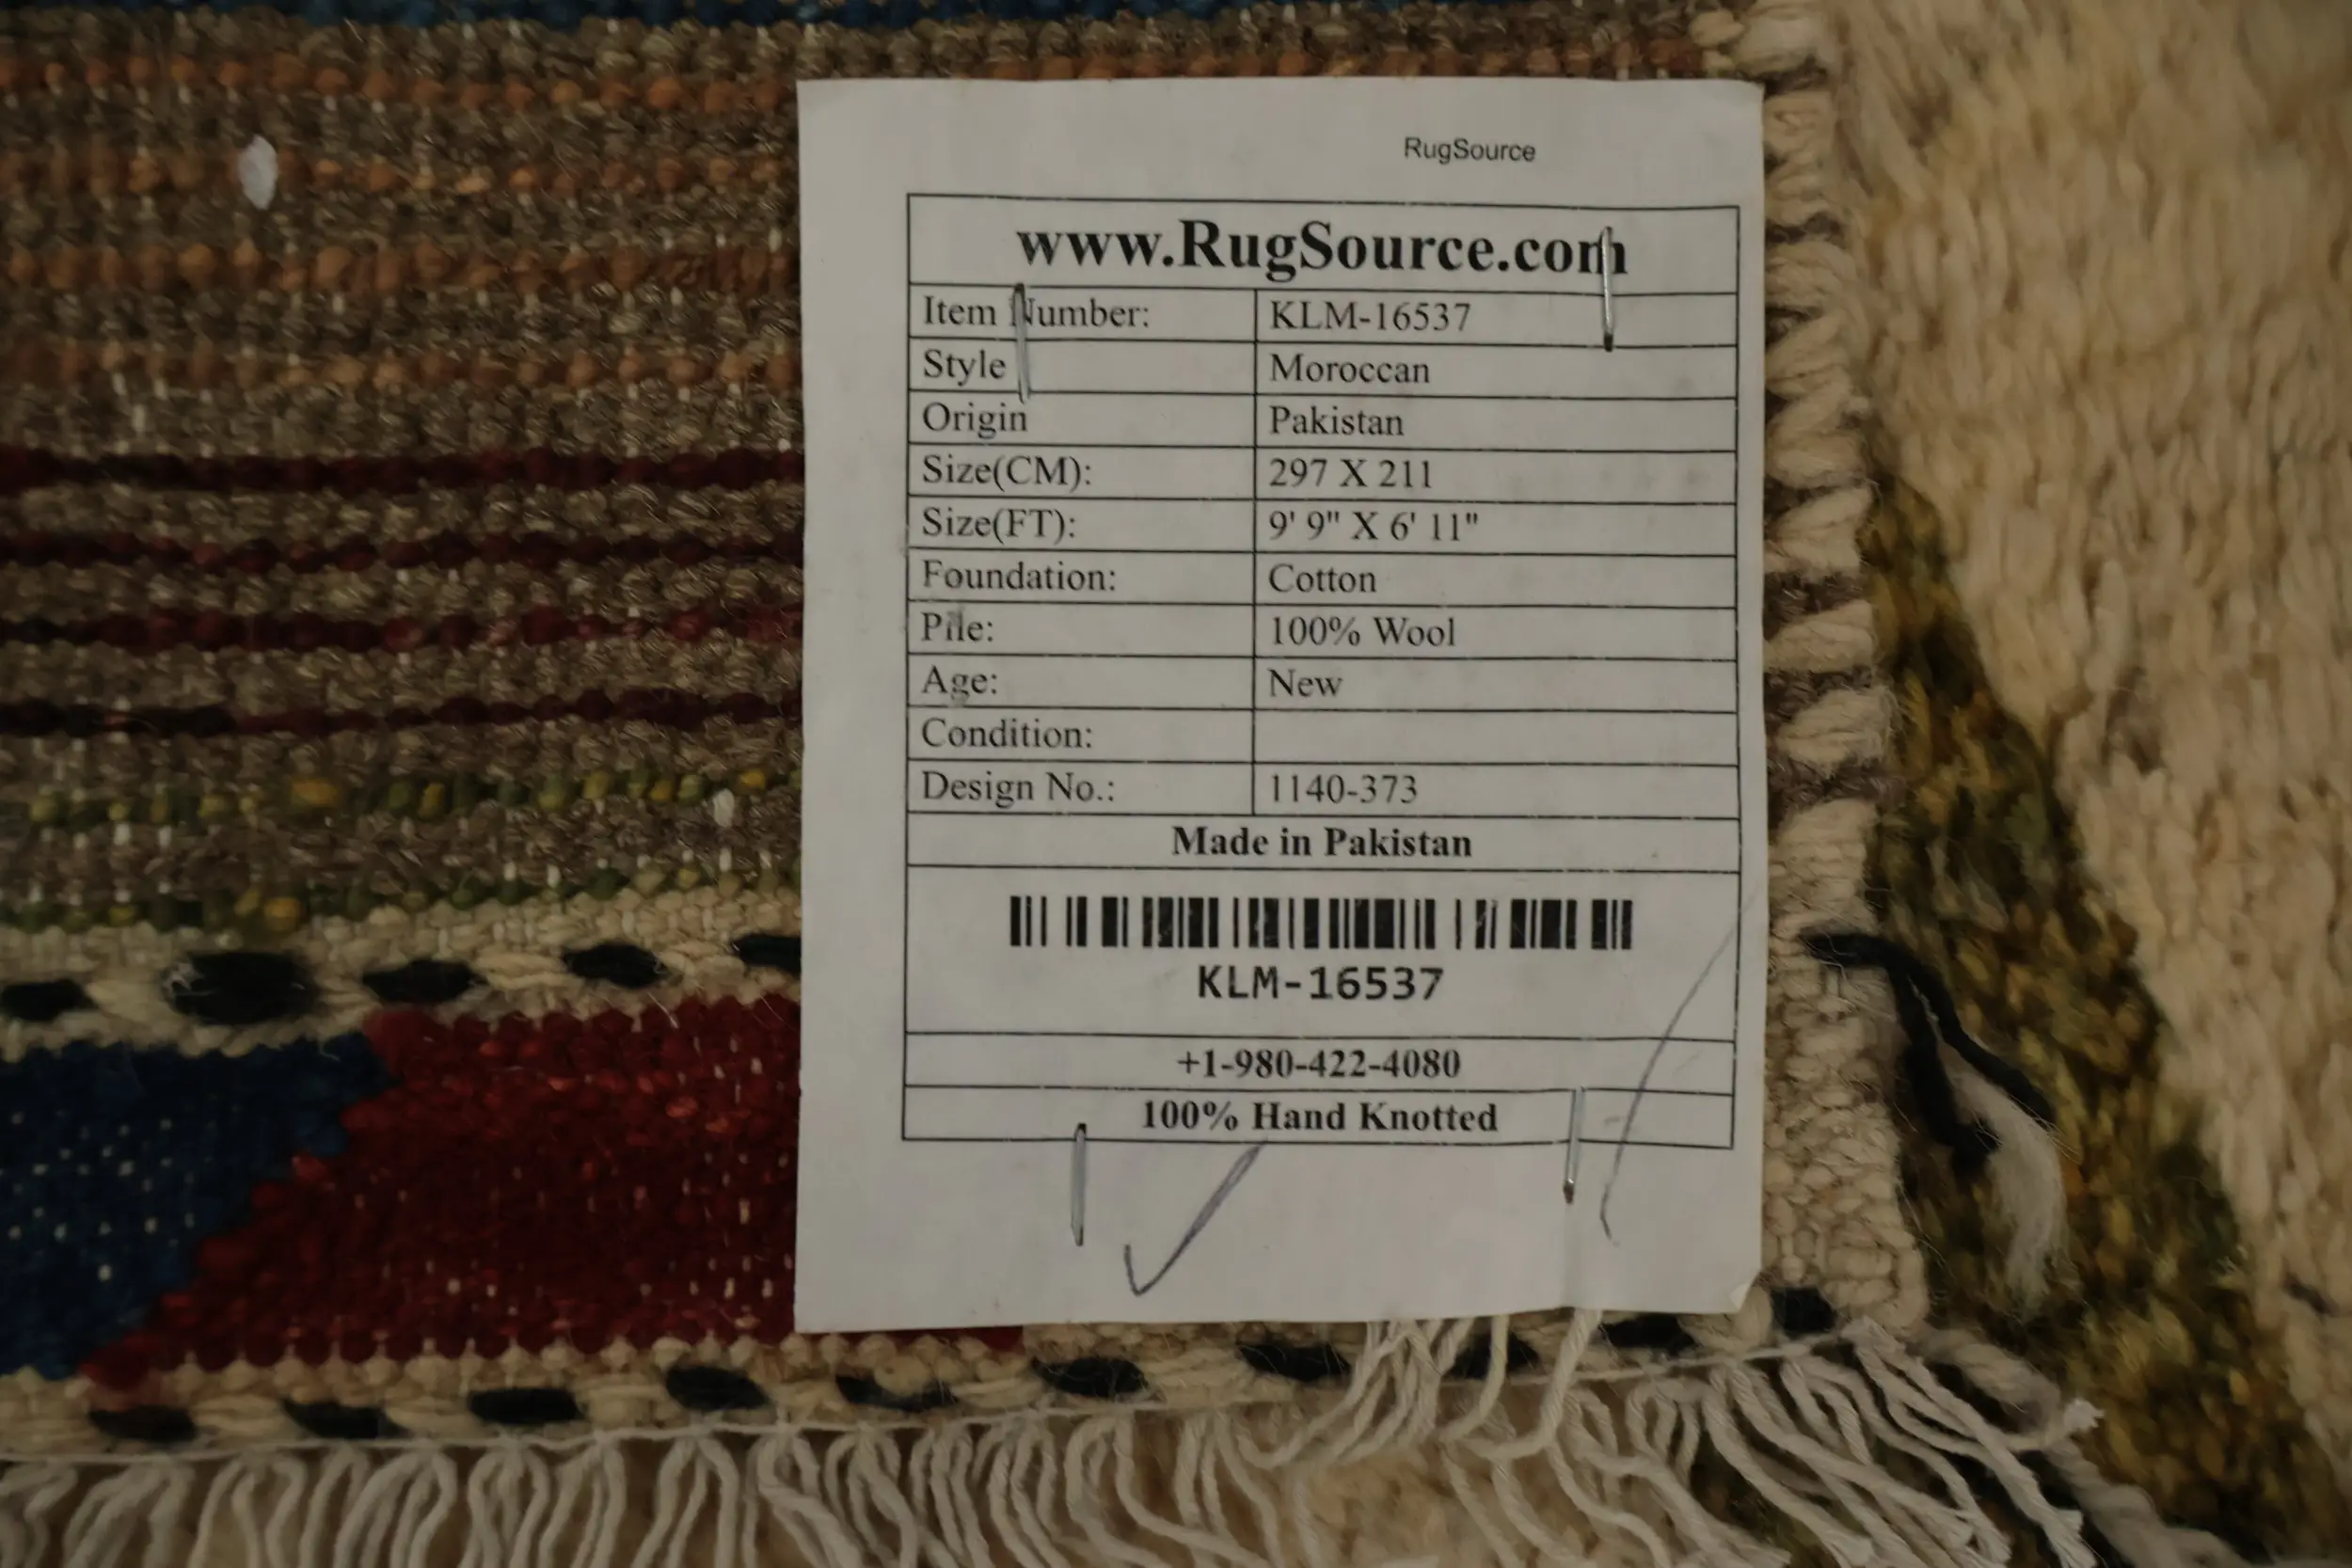 RugSource
www.RugSource.com
Item Number: KLM-16537
Style Moroccan
Origin Pakistan
Size(CM): 297 X 211
Size(FT): 9' 9" X 6' 11"
Foundation: Cotton
Pile: 100% Wool
Age: New
Condition:
Design No.: 1140-373
Made in Pakistan
KLM-16537
+1-980-422-4080
100% Hand Knotted